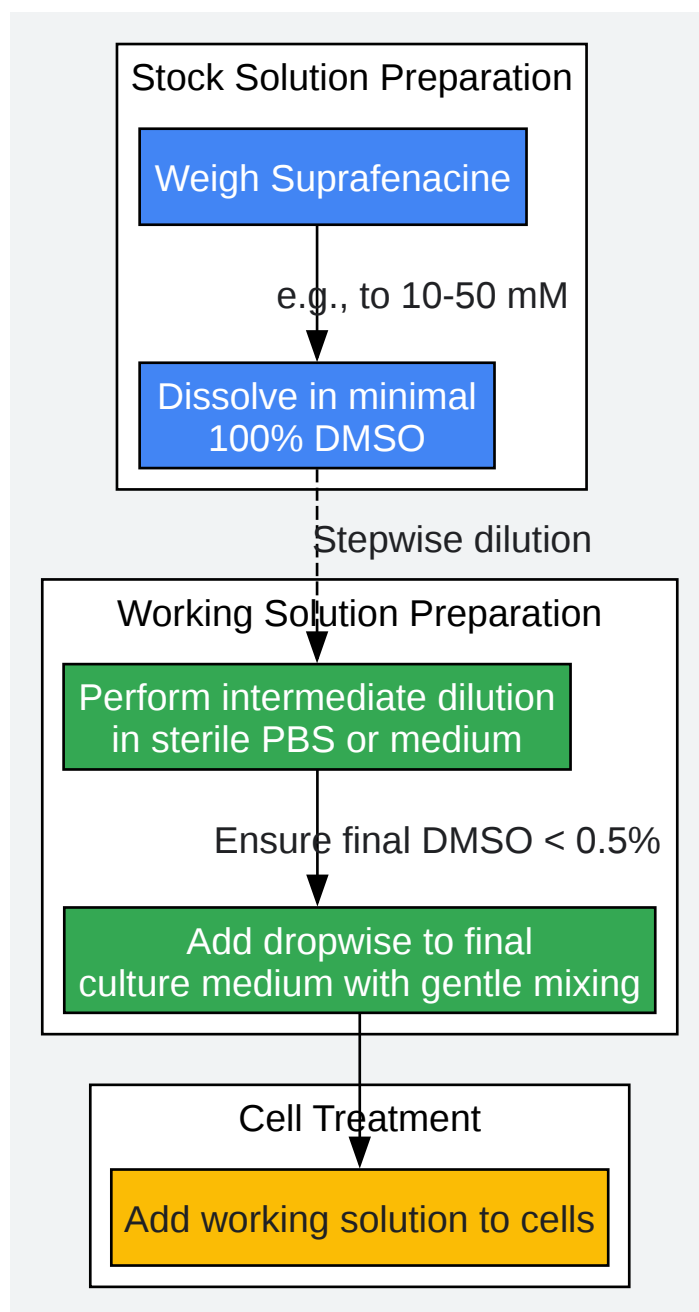 Stock Solution Preparation
Weigh Suprafenacine
e.g., to 10-50 mM
Dissolve in minimal
100% DMSO
Stepwise dilution
Working Solution Preparation
Perform intermediate dilution
in sterile PBS or medium
Ensure final DMSO < 0.5%
Add dropwise to final
culture medium with gentle mixing
Cell Treatment
Add working solution to cells